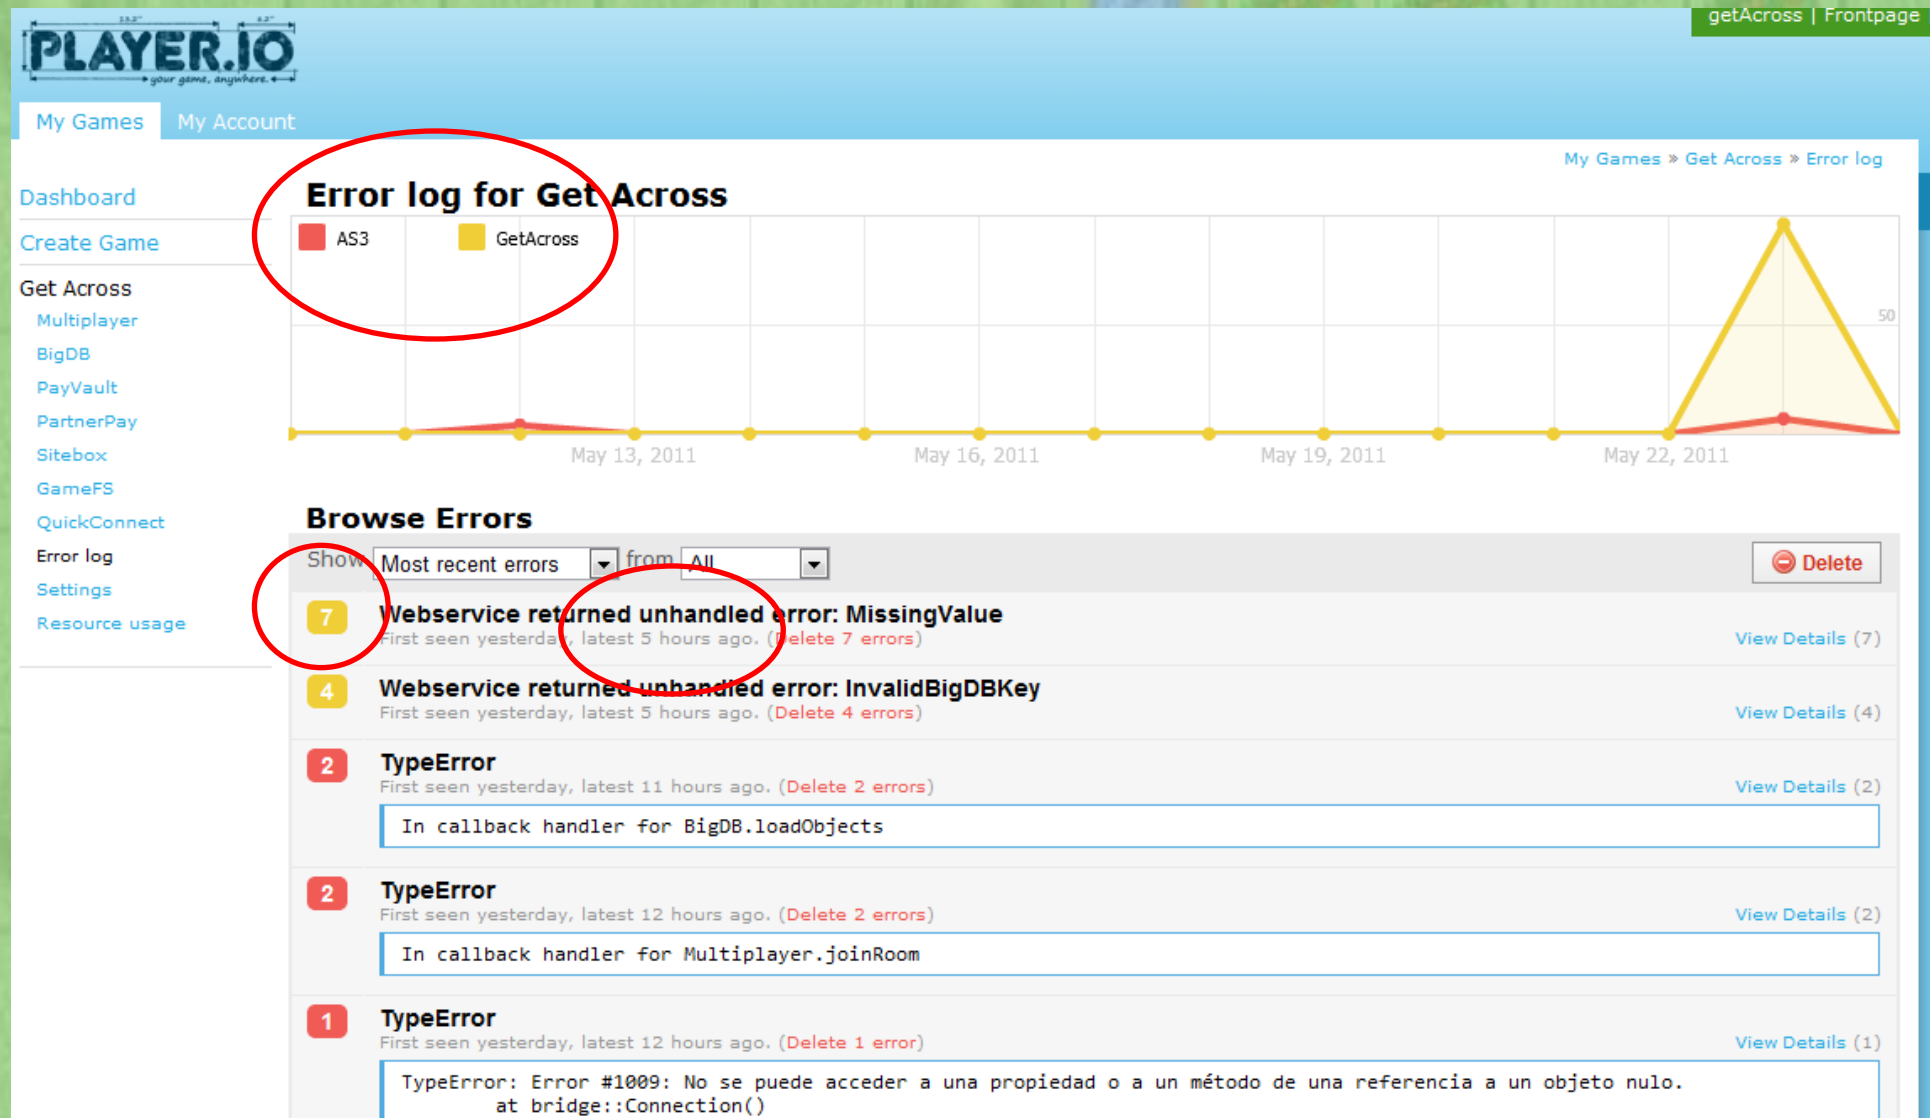 getAcross | Frontpage
13.2" 6.2"
PLAYER.IO
your game, anywhere.
My Games My Account
My Games » Get Across » Error log
Dashboard
Create Game
Get Across
Multiplayer
BigDB
PayVault
PartnerPay
Sitebox
GameFS
QuickConnect
Error log
Settings
Resource usage
Error log for Get Across
AS3 GetAcross
50
May 13, 2011 May 16, 2011 May 19, 2011 May 22, 2011
Browse Errors
Show Most recent errors from All Delete
7 Webservice returned unhandled error: MissingValue
First seen yesterday, latest 5 hours ago. (Delete 7 errors) View Details (7)
4 Webservice returned unhandled error: InvalidBigDBKey
First seen yesterday, latest 5 hours ago. (Delete 4 errors) View Details (4)
2 TypeError
First seen yesterday, latest 11 hours ago. (Delete 2 errors) View Details (2)
In callback handler for BigDB.loadObjects
2 TypeError
First seen yesterday, latest 12 hours ago. (Delete 2 errors) View Details (2)
In callback handler for Multiplayer.joinRoom
1 TypeError
First seen yesterday, latest 12 hours ago. (Delete 1 error) View Details (1)
TypeError: Error #1009: No se puede acceder a una propiedad o a un método de una referencia a un objeto nulo.
at bridge::Connection()